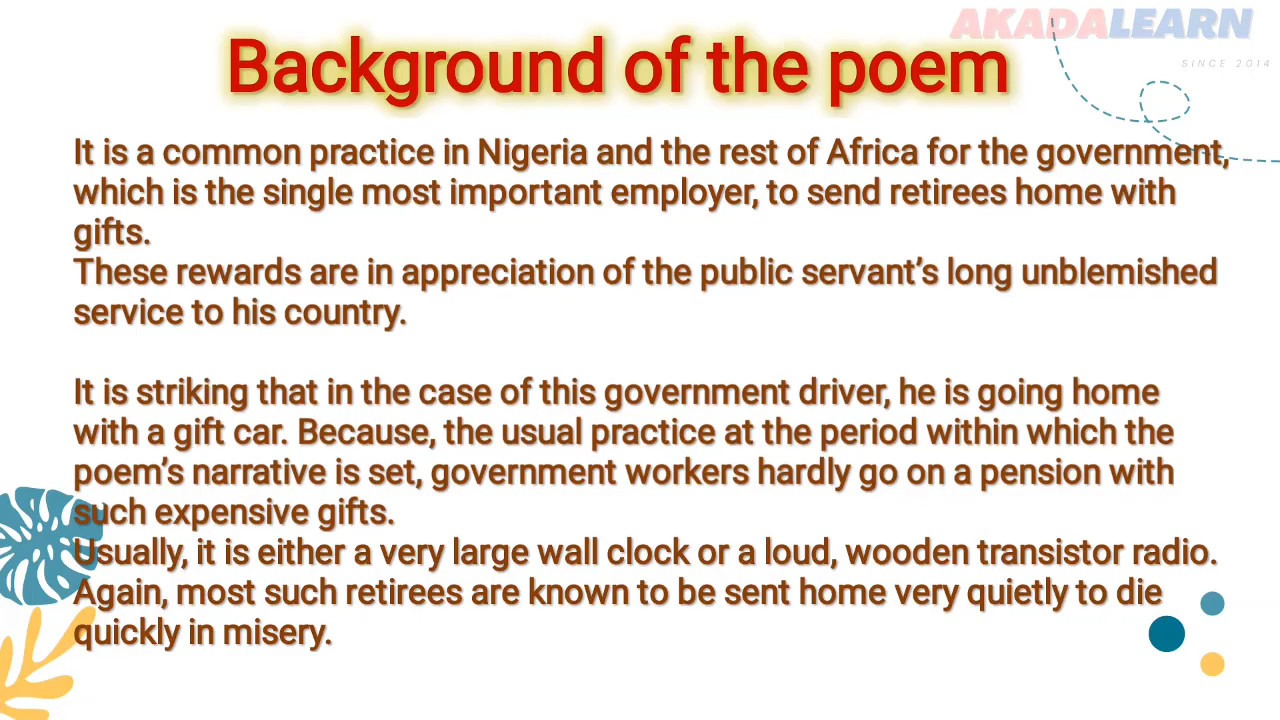 AKADALEARN
SINCE 2014
Background of the poem
It is a common practice in Nigeria and the rest of Africa for the government,
which is the single most important employer, to send retirees home with
gifts.
These rewards are in appreciation of the public servant’s long unblemished
service to his country.
It is striking that in the case of this government driver, he is going home
with a gift car. Because, the usual practice at the period within which the
poem’s narrative is set, government workers hardly go on a pension with
such expensive gifts.
Usually, it is either a very large wall clock or a loud, wooden transistor radio.
Again, most such retirees are known to be sent home very quietly to die
quickly in misery.